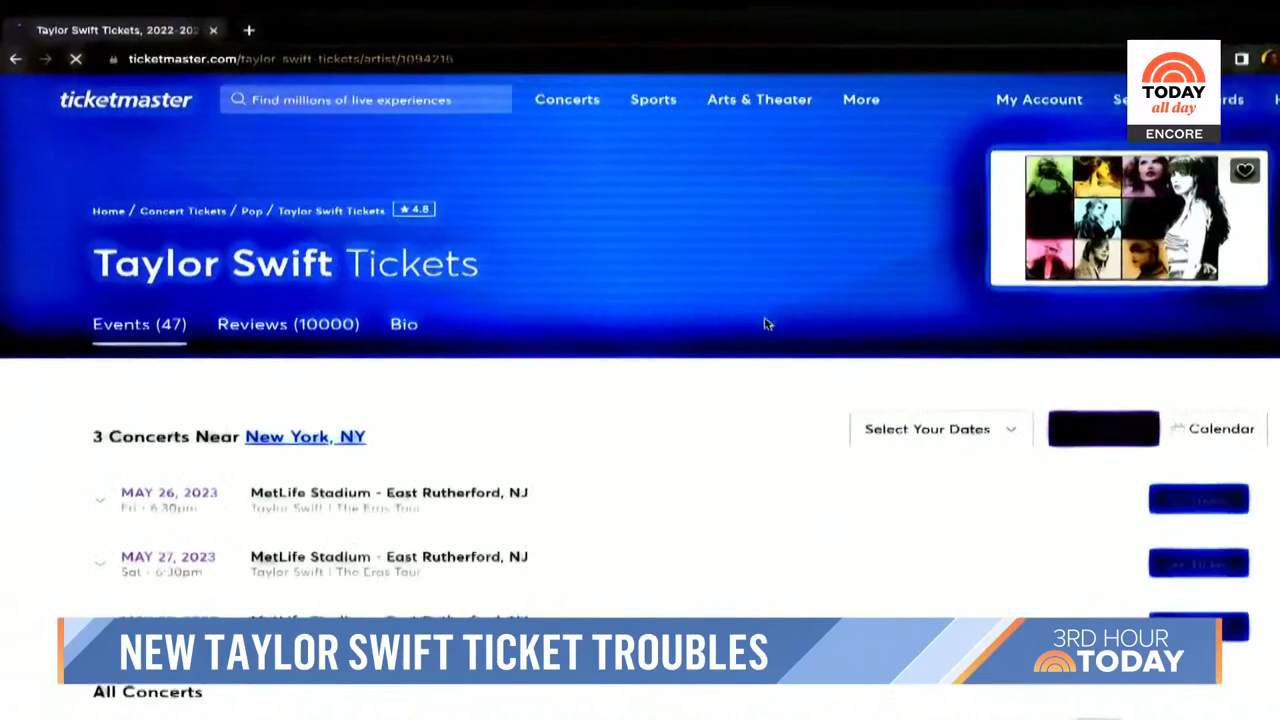 Taylor Swift Tickets, 2022-202
ticketmaster.com/taylor-swift-tickets/artist/1094215
TODAY
all day
ENCORE
ticketmaster
Find millions of live experiences
Concerts
Sports
Arts & Theater
More
My Account
Home / Concert Tickets / Pop / Taylor Swift Tickets
★ 4.8
Taylor Swift Tickets
Events (47)
Reviews (10000)
Bio
3 Concerts Near New York, NY
Select Your Dates
Calendar
MAY 26, 2023
Fri - 6:30pm
MetLife Stadium - East Rutherford, NJ
Taylor Swift | The Eras Tour
MAY 27, 2023
Sat - 6:30pm
MetLife Stadium - East Rutherford, NJ
Taylor Swift | The Eras Tour
NEW TAYLOR SWIFT TICKET TROUBLES
3RD HOUR
TODAY
All Concerts